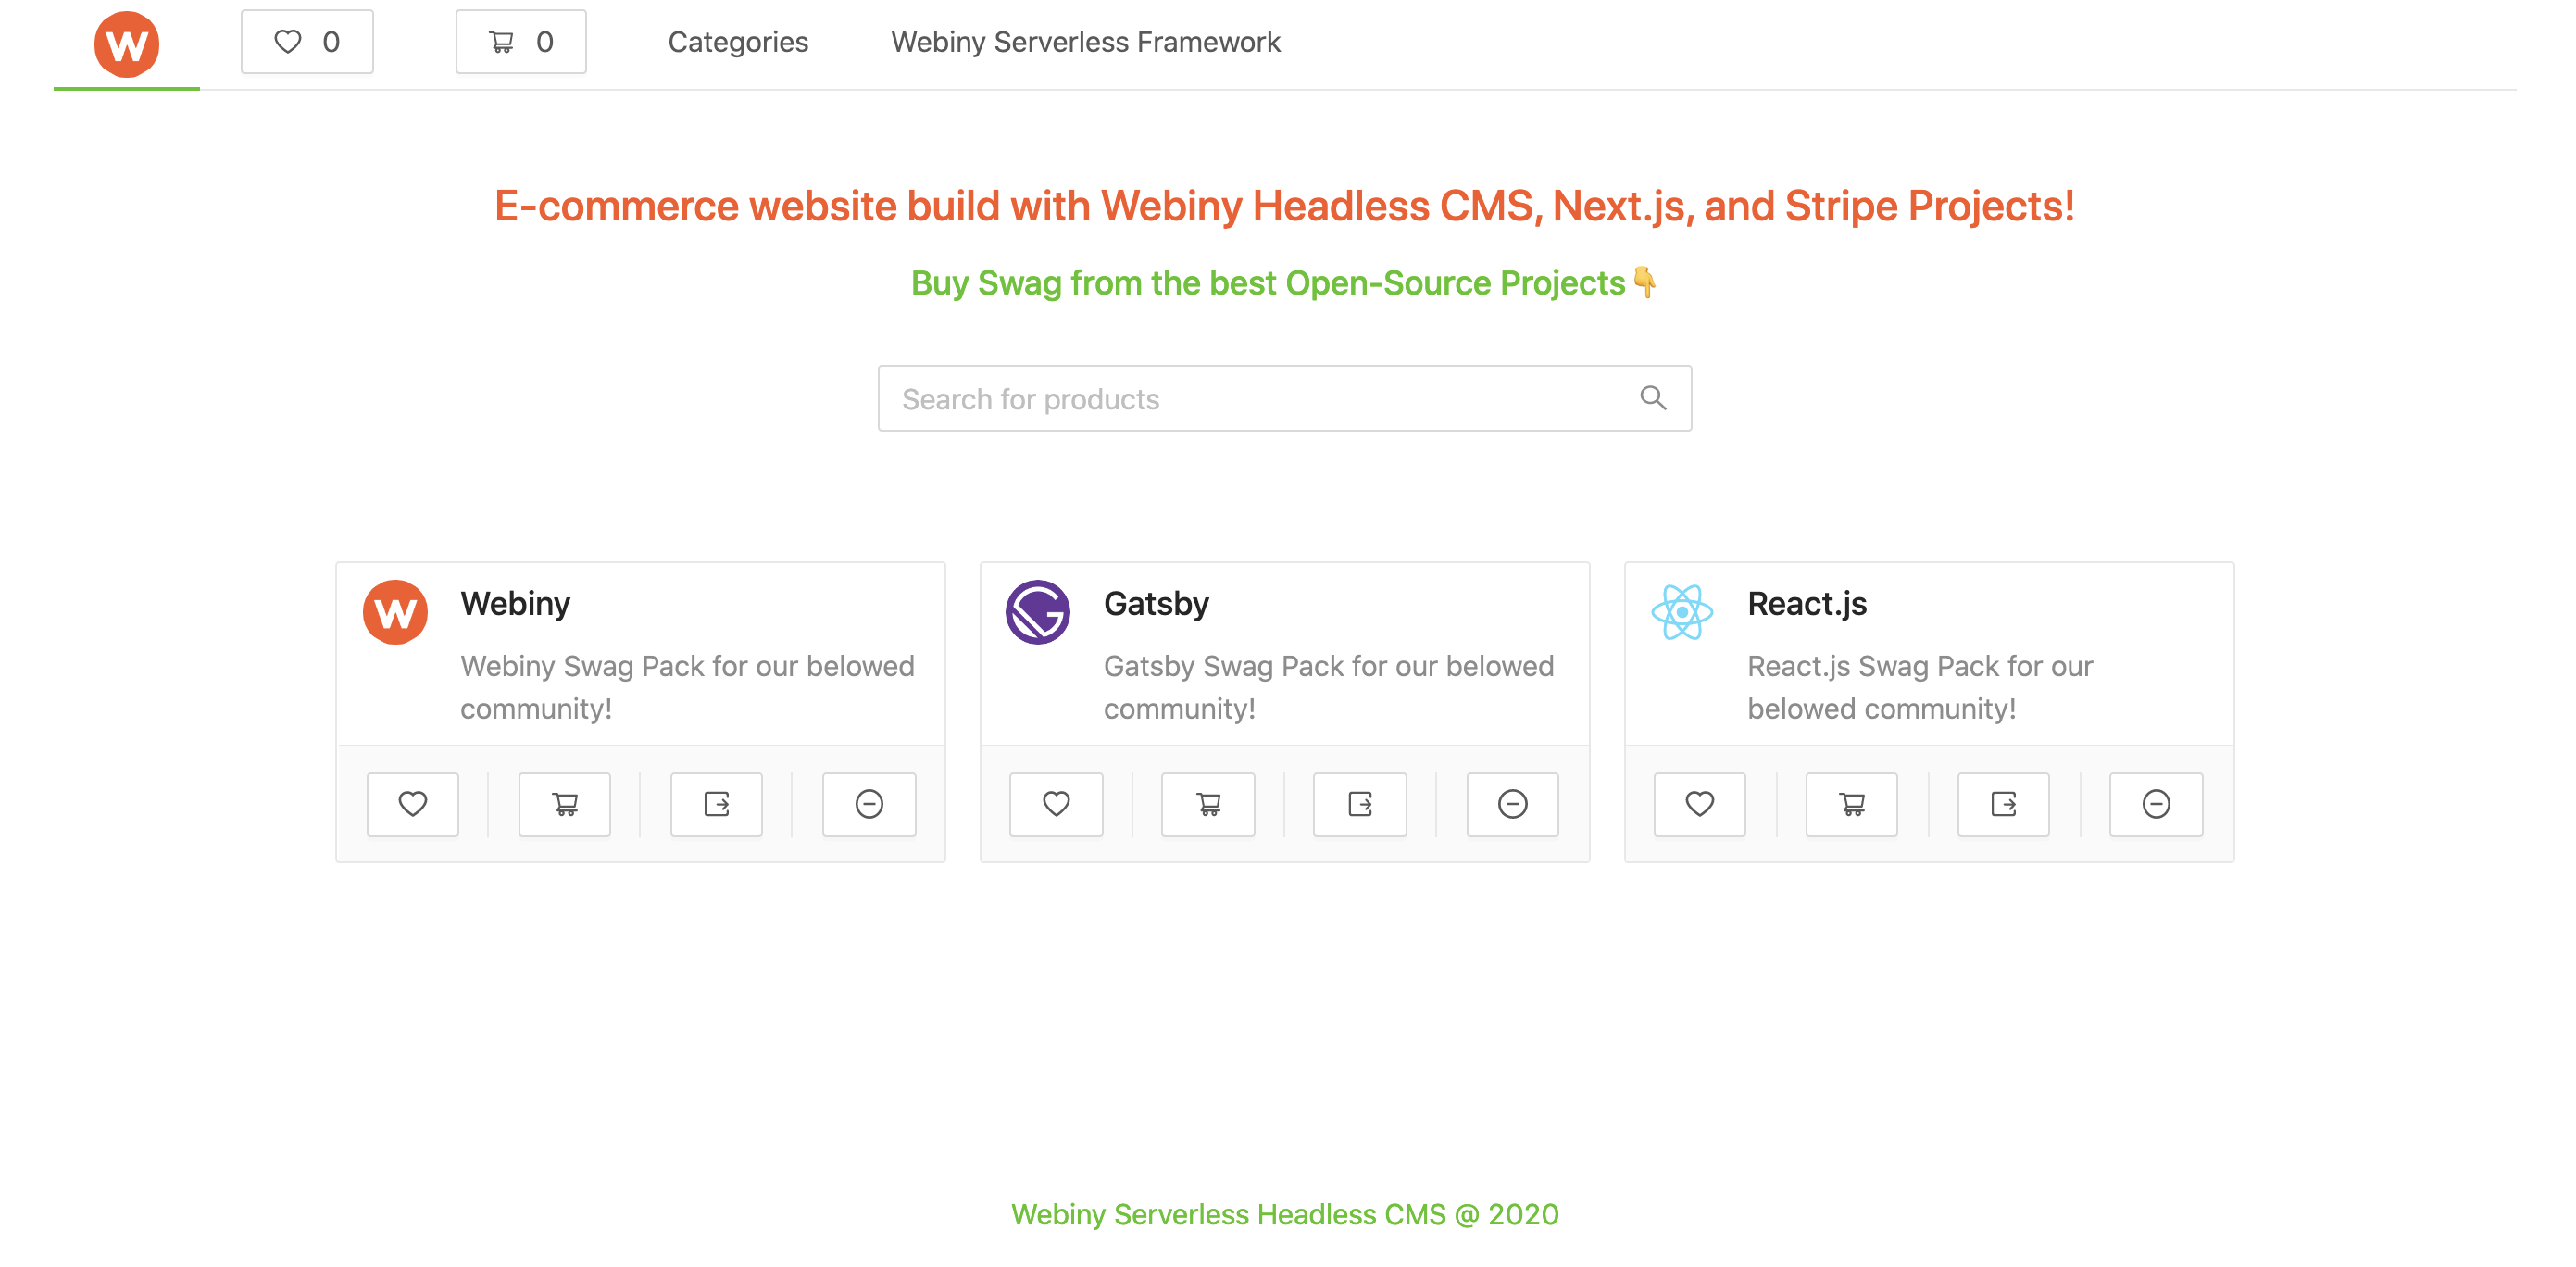 W 0 0 Categories Webiny Serverless Framework
E-commerce website build with Webiny Headless CMS, Next.js, and Stripe Projects!
Buy Swag from the best Open-Source Projects👇
Search for products
W Webiny
Webiny Swag Pack for our belowed
community!
G Gatsby
Gatsby Swag Pack for our belowed
community!
React.js
React.js Swag Pack for our
belowed community!
Webiny Serverless Headless CMS @ 2020